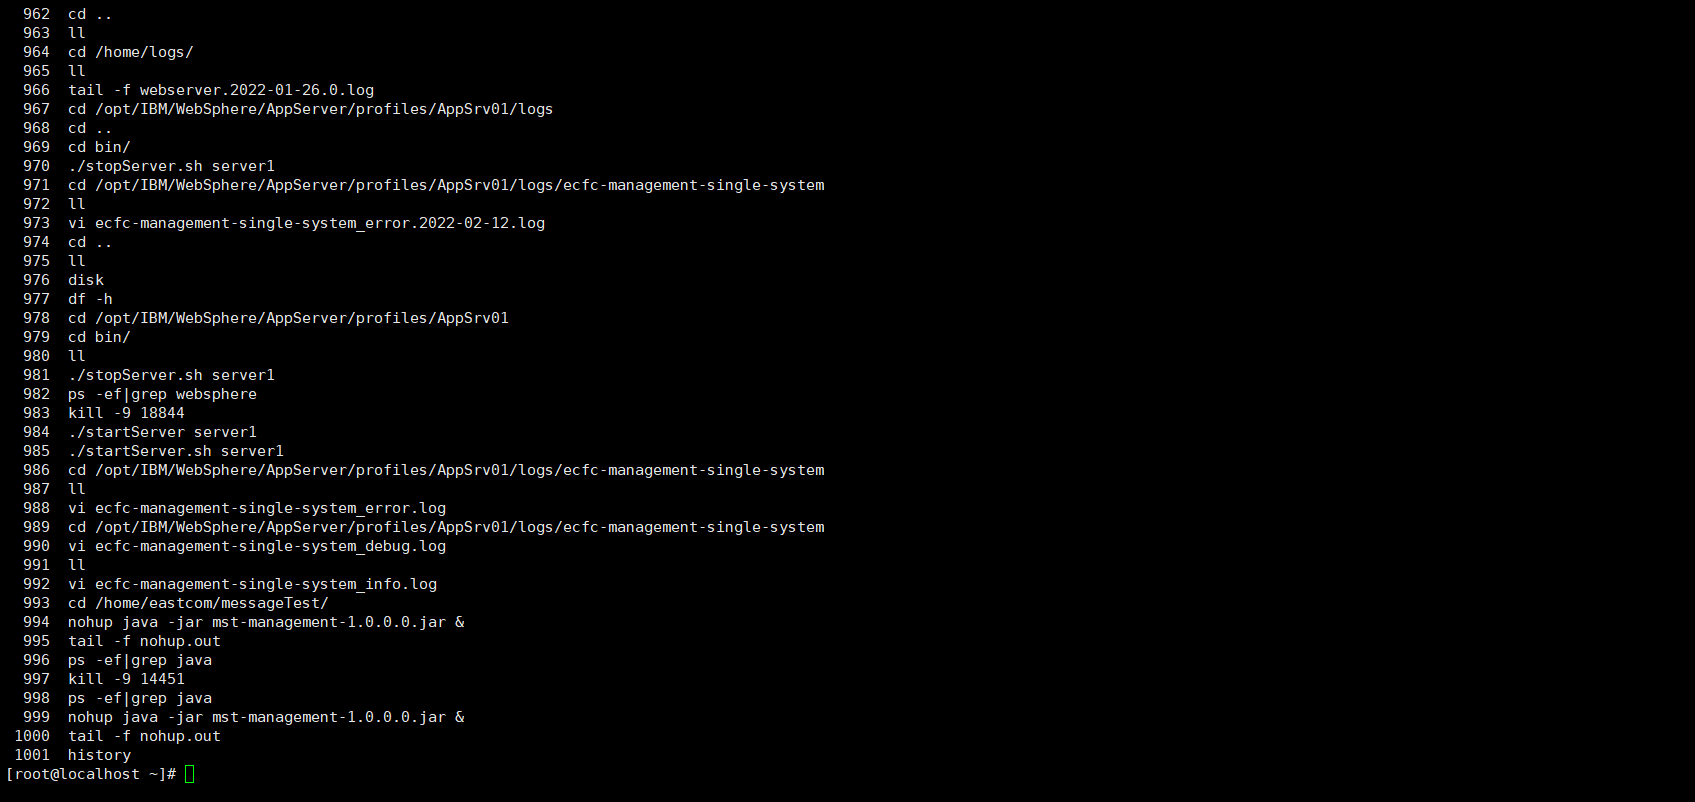 962  cd ..
963  ll
964  cd /home/logs/
965  ll
966  tail -f webserver.2022-01-26.0.log
967  cd /opt/IBM/WebSphere/AppServer/profiles/AppSrv01/logs
968  cd ..
969  cd bin/
970  ./stopServer.sh server1
971  cd /opt/IBM/WebSphere/AppServer/profiles/AppSrv01/logs/ecfc-management-single-system
972  ll
973  vi ecfc-management-single-system_error.2022-02-12.log
974  cd ..
975  ll
976  disk
977  df -h
978  cd /opt/IBM/WebSphere/AppServer/profiles/AppSrv01
979  cd bin/
980  ll
981  ./stopServer.sh server1
982  ps -ef|grep websphere
983  kill -9 18844
984  ./startServer server1
985  ./startServer.sh server1
986  cd /opt/IBM/WebSphere/AppServer/profiles/AppSrv01/logs/ecfc-management-single-system
987  ll
988  vi ecfc-management-single-system_error.log
989  cd /opt/IBM/WebSphere/AppServer/profiles/AppSrv01/logs/ecfc-management-single-system
990  vi ecfc-management-single-system_debug.log
991  ll
992  vi ecfc-management-single-system_info.log
993  cd /home/eastcom/messageTest/
994  nohup java -jar mst-management-1.0.0.0.jar &
995  tail -f nohup.out
996  ps -ef|grep java
997  kill -9 14451
998  ps -ef|grep java
999  nohup java -jar mst-management-1.0.0.0.jar &
1000  tail -f nohup.out
1001  history
[root@localhost ~]#